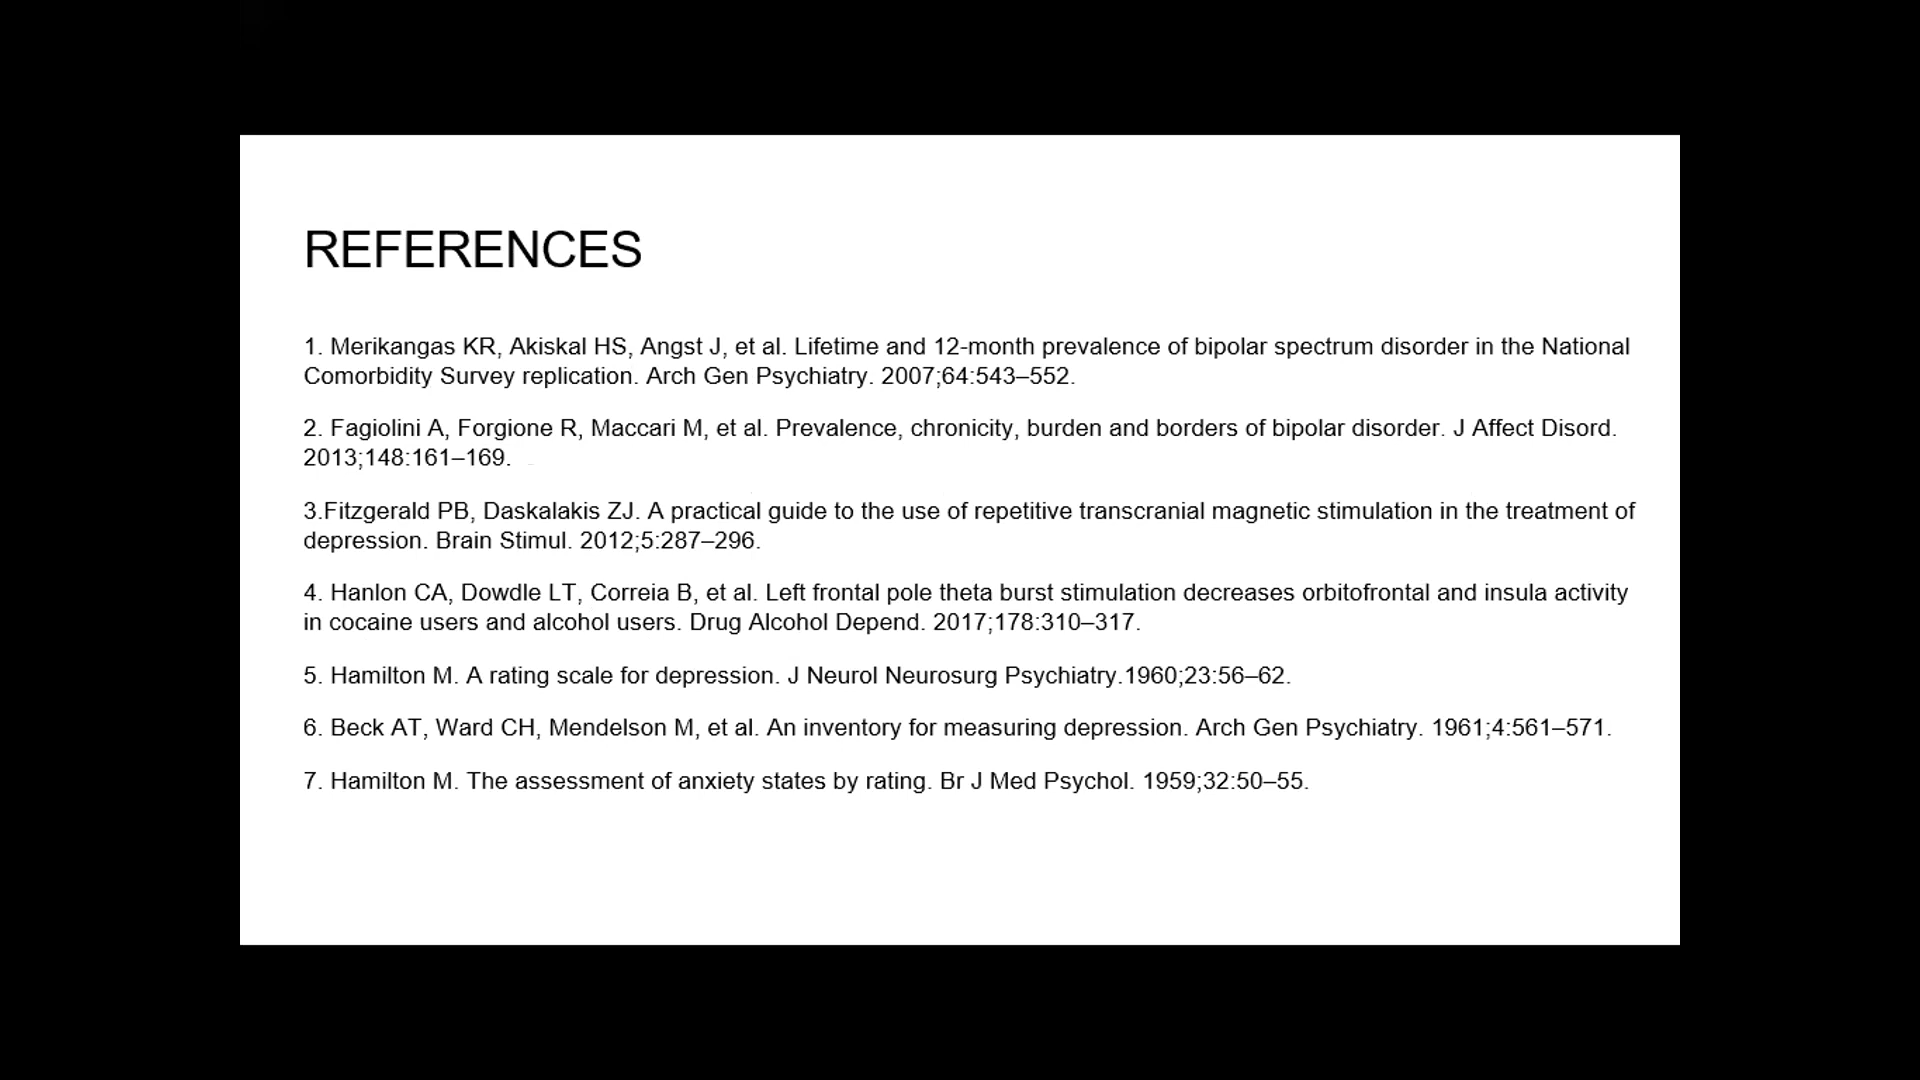 REFERENCES
1. Merikangas KR, Akiskal HS, Angst J, et al. Lifetime and 12-month prevalence of bipolar spectrum disorder in the National
Comorbidity Survey replication. Arch Gen Psychiatry. 2007;64:543–552.
2. Fagiolini A, Forgione R, Maccari M, et al. Prevalence, chronicity, burden and borders of bipolar disorder. J Affect Disord.
2013;148:161–169.
3.Fitzgerald PB, Daskalakis ZJ. A practical guide to the use of repetitive transcranial magnetic stimulation in the treatment of
depression. Brain Stimul. 2012;5:287–296.
4. Hanlon CA, Dowdle LT, Correia B, et al. Left frontal pole theta burst stimulation decreases orbitofrontal and insula activity
in cocaine users and alcohol users. Drug Alcohol Depend. 2017;178:310–317.
5. Hamilton M. A rating scale for depression. J Neurol Neurosurg Psychiatry.1960;23:56–62.
6. Beck AT, Ward CH, Mendelson M, et al. An inventory for measuring depression. Arch Gen Psychiatry. 1961;4:561–571.
7. Hamilton M. The assessment of anxiety states by rating. Br J Med Psychol. 1959;32:50–55.